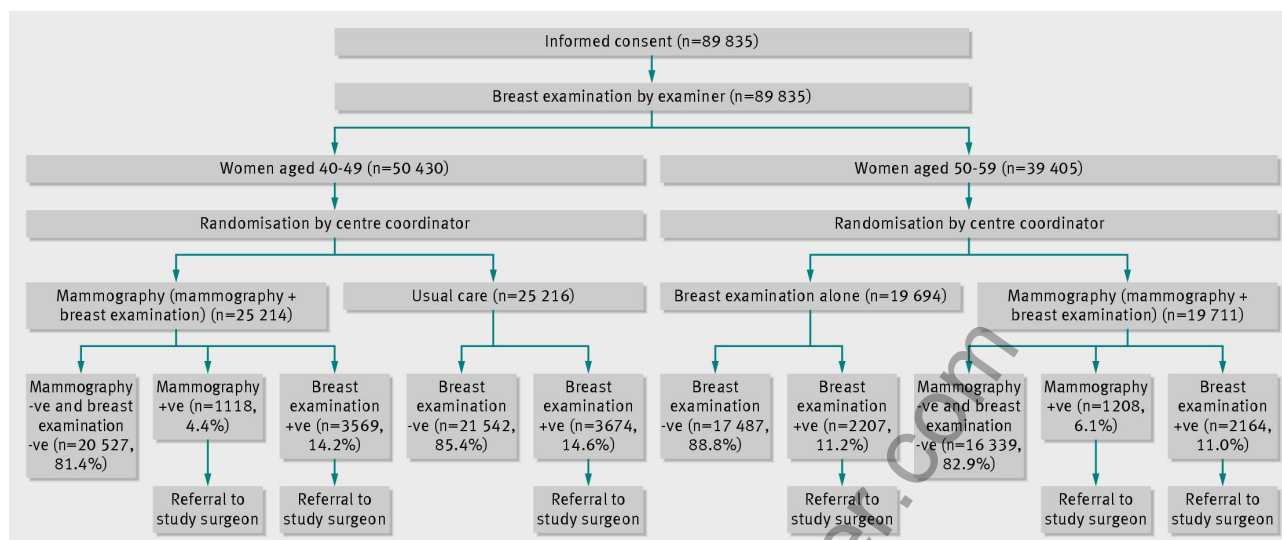 Informed consent (n=89 835)
Breast examination by examiner (n=89 835)
Women aged 40-49 (n=50 430)
Women aged 50-59 (n=39 405)
Randomisation by centre coordinator
Randomisation by centre coordinator
Mammography (mammography +
breast examination) (n=25 214)
Usual care (n=25 216)
Breast examination alone (n=19 694)
Mammography (mammography +
breast examination) (n=19 711)
Mammography
-ve and breast
examination
-ve (n=20 527,
81.4%)
Mammography
+ve (n=1118,
4.4%)
Breast
examination
+ve (n=3569,
14.2%)
Breast
examination
-ve (n=21 542,
85.4%)
Breast
examination
+ve (n=3674,
14.6%)
Breast
examination
-ve (n=17 487,
88.8%)
Breast
examination
+ve (n=2207,
11.2%)
Mammography
-ve and breast
examination
-ve (n=16 339,
82.9%)
Mammography
+ve (n=1208,
6.1%)
Breast
examination
+ve (n=2164,
11.0%)
Referral to
study surgeon
Referral to
study surgeon
Referral to
study surgeon
Referral to
study surgeon
Referral to
study surgeon
Referral to
study surgeon